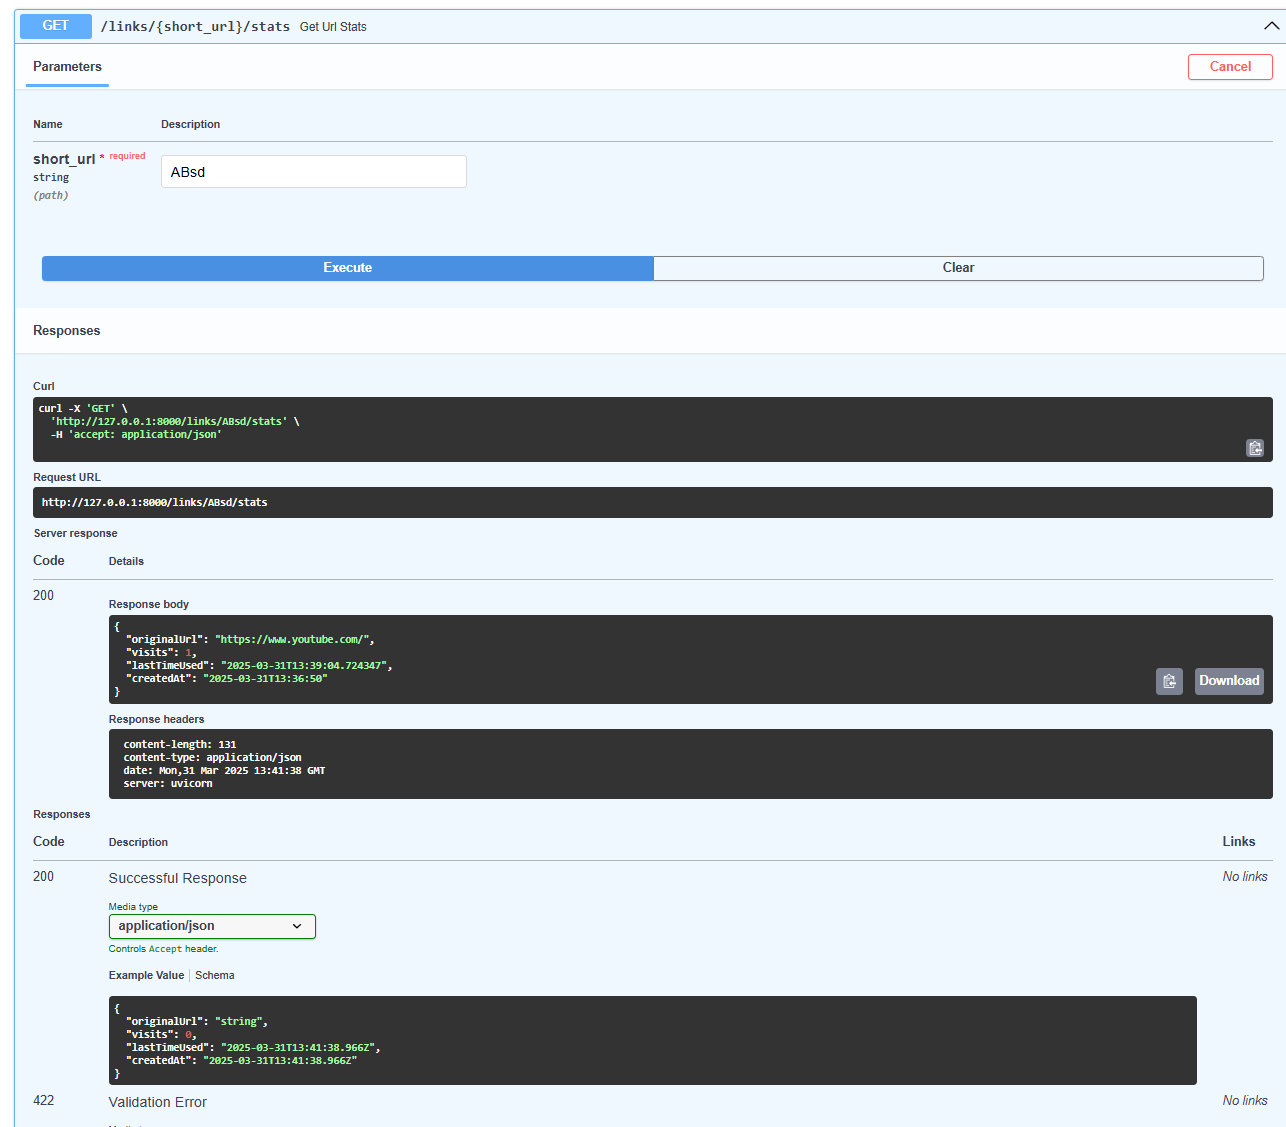 GET /links/{short_url}/stats Get Url Stats
Parameters
Cancel
Name Description
short_url * required
string
(path)
ABsd
Execute Clear
Responses
Curl
curl -X 'GET' \
  'http://127.0.0.1:8000/links/ABsd/stats' \
  -H 'accept: application/json'
Request URL
http://127.0.0.1:8000/links/ABsd/stats
Server response
Code Details
200
Response body
{
  "originalUrl": "https://www.youtube.com/",
  "visits": 1,
  "lastTimeUsed": "2025-03-31T13:39:04.724347",
  "createdAt": "2025-03-31T13:36:50"
}
Download
Response headers
content-length: 131
content-type: application/json
date: Mon,31 Mar 2025 13:41:38 GMT
server: uvicorn
Responses
Code Description Links
200 Successful Response No links
Media type
application/json
Controls Accept header.
Example Value Schema
{
  "originalUrl": "string",
  "visits": 0,
  "lastTimeUsed": "2025-03-31T13:41:38.966Z",
  "createdAt": "2025-03-31T13:41:38.966Z"
}
422 Validation Error No links